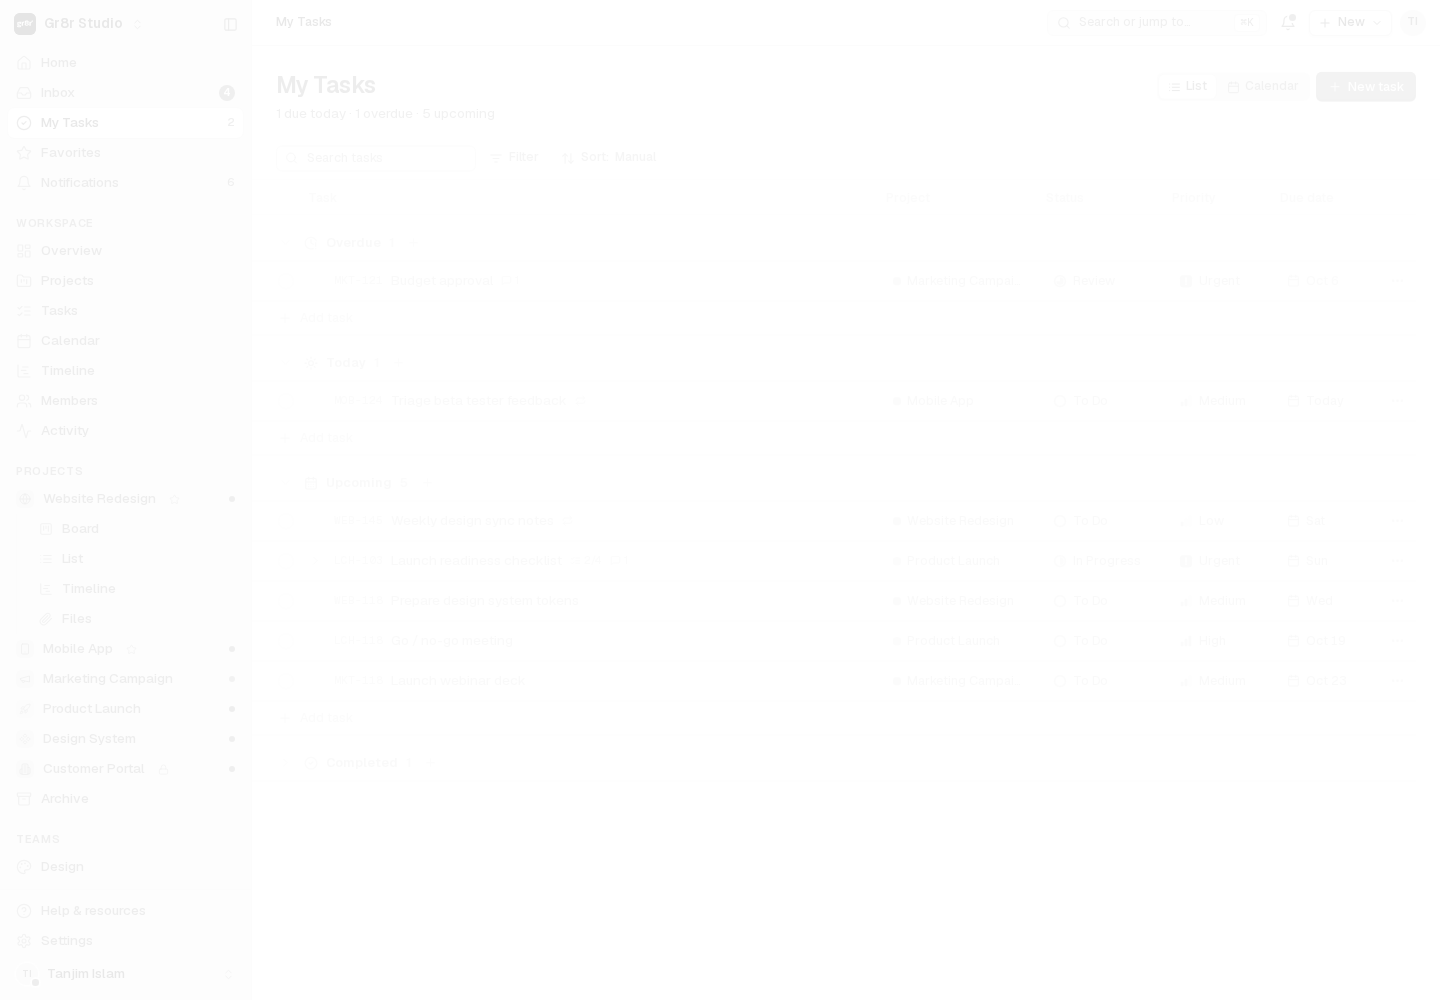 Gr8r Studio
My Tasks
Search or jump to...
⌘K
New
TI
Home
Inbox 4
My Tasks 2
Favorites
Notifications 6
WORKSPACE
Overview
Projects
Tasks
Calendar
Timeline
Members
Activity
PROJECTS
Website Redesign
Board
List
Timeline
Files
Mobile App
Marketing Campaign
Product Launch
Design System
Customer Portal
Archive
TEAMS
Design
Help & resources
Settings
TI Tanjim Islam
My Tasks
1 due today · 1 overdue · 5 upcoming
List Calendar New task
Search tasks Filter Sort: Manual
Task Project Status Priority Due date
Overdue
Budget approval Marketing Campai Review Urgent
Add task
Today
Triage beta tester feedback Mobile App To Do Medium Today
Add task
Upcoming 5
Weekly design sync notes Website Redesign To Do Low Sat
Launch readiness checklist Product Launch In Progress Urgent Sun
Prepare design system Website Redesign To Do Medium Wed
Go / no-go meeting Product Launch To Do High Oct
Launch webinar deck Marketing Campai To Do Medium Oct 23
Add task
Completed